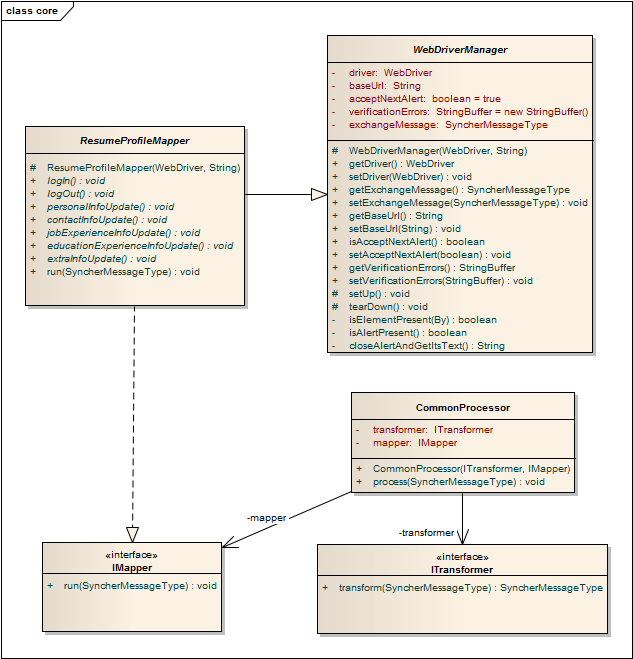 class core
WebDriverManager
- driver: WebDriver
- baseUrl: String
- acceptNextAlert: boolean = true
- verificationErrors: StringBuffer = new StringBuffer()
- exchangeMessage: SyncherMessageType
# WebDriverManager(WebDriver, String)
+ getDriver() : WebDriver
+ setDriver(WebDriver) : void
+ getExchangeMessage() : SyncherMessageType
+ setExchangeMessage(SyncherMessageType) : void
+ getBaseUrl() : String
+ setBaseUrl(String) : void
+ isAcceptNextAlert() : boolean
+ setAcceptNextAlert(boolean) : void
+ getVerificationErrors() : StringBuffer
+ setVerificationErrors(StringBuffer) : void
# setUp() : void
# tearDown() : void
- isElementPresent(By) : boolean
- isAlertPresent() : boolean
- closeAlertAndGetItsText() : String
ResumeProfileMapper
# ResumeProfileMapper(WebDriver, String)
+ logIn() : void
+ logOut() : void
+ personalInfoUpdate() : void
+ contactInfoUpdate() : void
+ jobExperienceInfoUpdate() : void
+ educationExperienceInfoUpdate() : void
+ extraInfoUpdate() : void
+ run(SyncherMessageType) : void
CommonProcessor
- transformer: ITransformer
- mapper: IMapper
+ CommonProcessor(ITransformer, IMapper)
+ process(SyncherMessageType) : void
-mapper
-transformer
«interface»
IMapper
+ run(SyncherMessageType) : void
«interface»
ITransformer
+ transform(SyncherMessageType) : SyncherMessageType